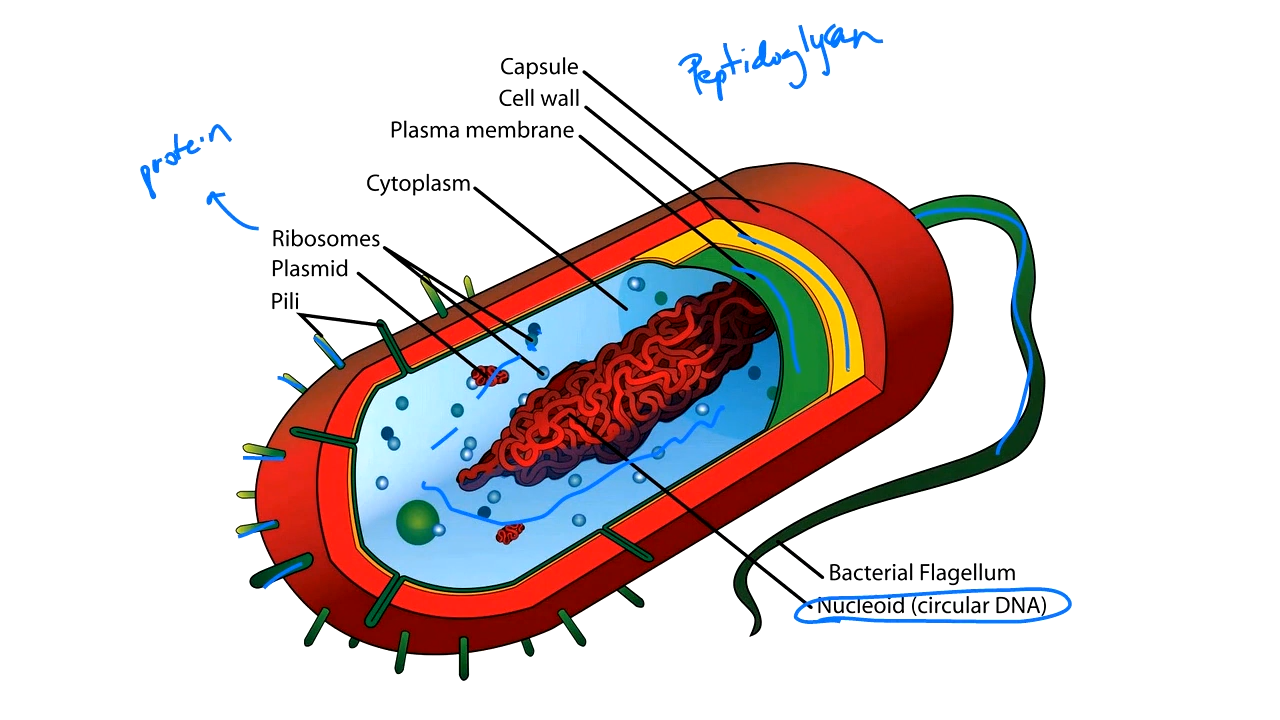 Peptidoglycan
Capsule
Cell wall
Plasma membrane
protein
Cytoplasm
Ribosomes
Plasmid
Pili
Bacterial Flagellum
Nucleoid (circular DNA)